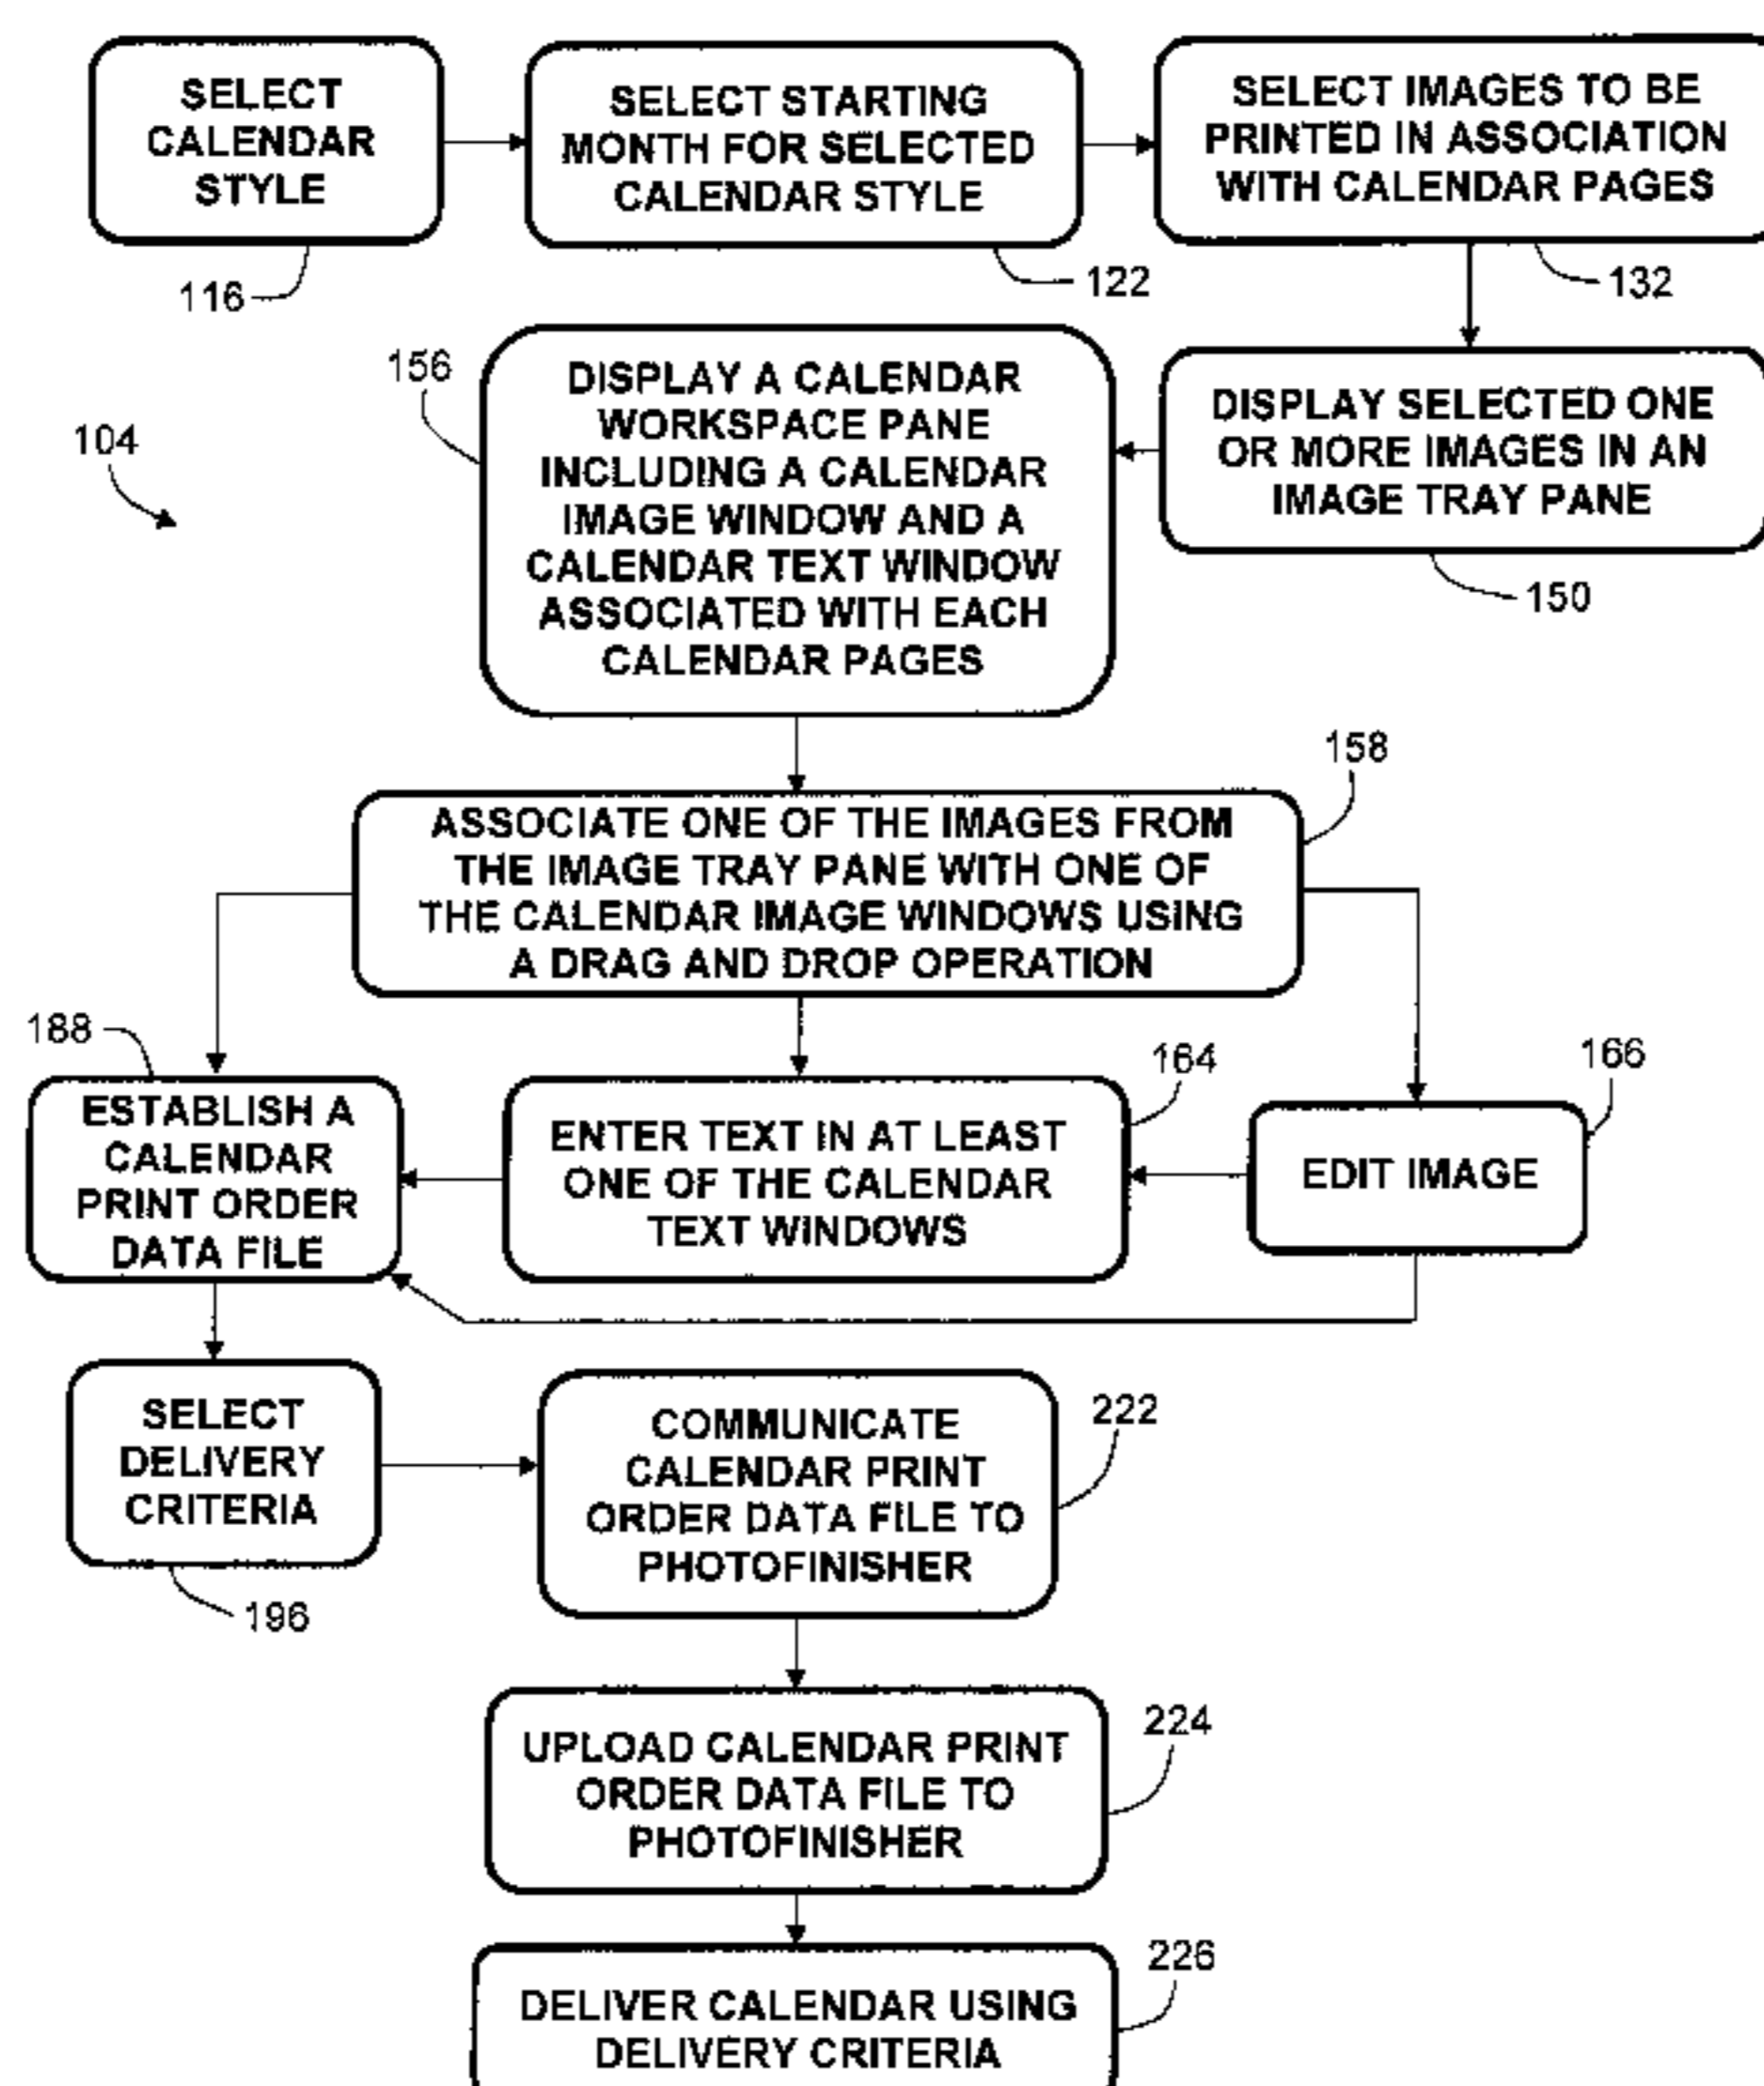 SELECT
CALENDAR
STYLE
116
SELECT STARTING
MONTH FOR SELECTED
CALENDAR STYLE
122
SELECT IMAGES TO BE
PRINTED IN ASSOCIATION
WITH CALENDAR PAGES
132
DISPLAY SELECTED ONE
OR MORE IMAGES IN AN
IMAGE TRAY PANE
150
156
DISPLAY A CALENDAR
WORKSPACE PANE
INCLUDING A CALENDAR
IMAGE WINDOW AND A
CALENDAR TEXT WINDOW
ASSOCIATED WITH EACH
CALENDAR PAGES
104
158
ASSOCIATE ONE OF THE IMAGES FROM
THE IMAGE TRAY PANE WITH ONE OF
THE CALENDAR IMAGE WINDOWS USING
A DRAG AND DROP OPERATION
188
ESTABLISH A
CALENDAR
PRINT ORDER
DATA FILE
164
ENTER TEXT IN AT LEAST
ONE OF THE CALENDAR
TEXT WINDOWS
166
EDIT IMAGE
SELECT
DELIVERY
CRITERIA
196
COMMUNICATE
CALENDAR PRINT
ORDER DATA FILE TO
PHOTOFINISHER
222
UPLOAD CALENDAR PRINT
ORDER DATA FILE TO
PHOTOFINISHER
224
DELIVER CALENDAR USING
DELIVERY CRITERIA
226